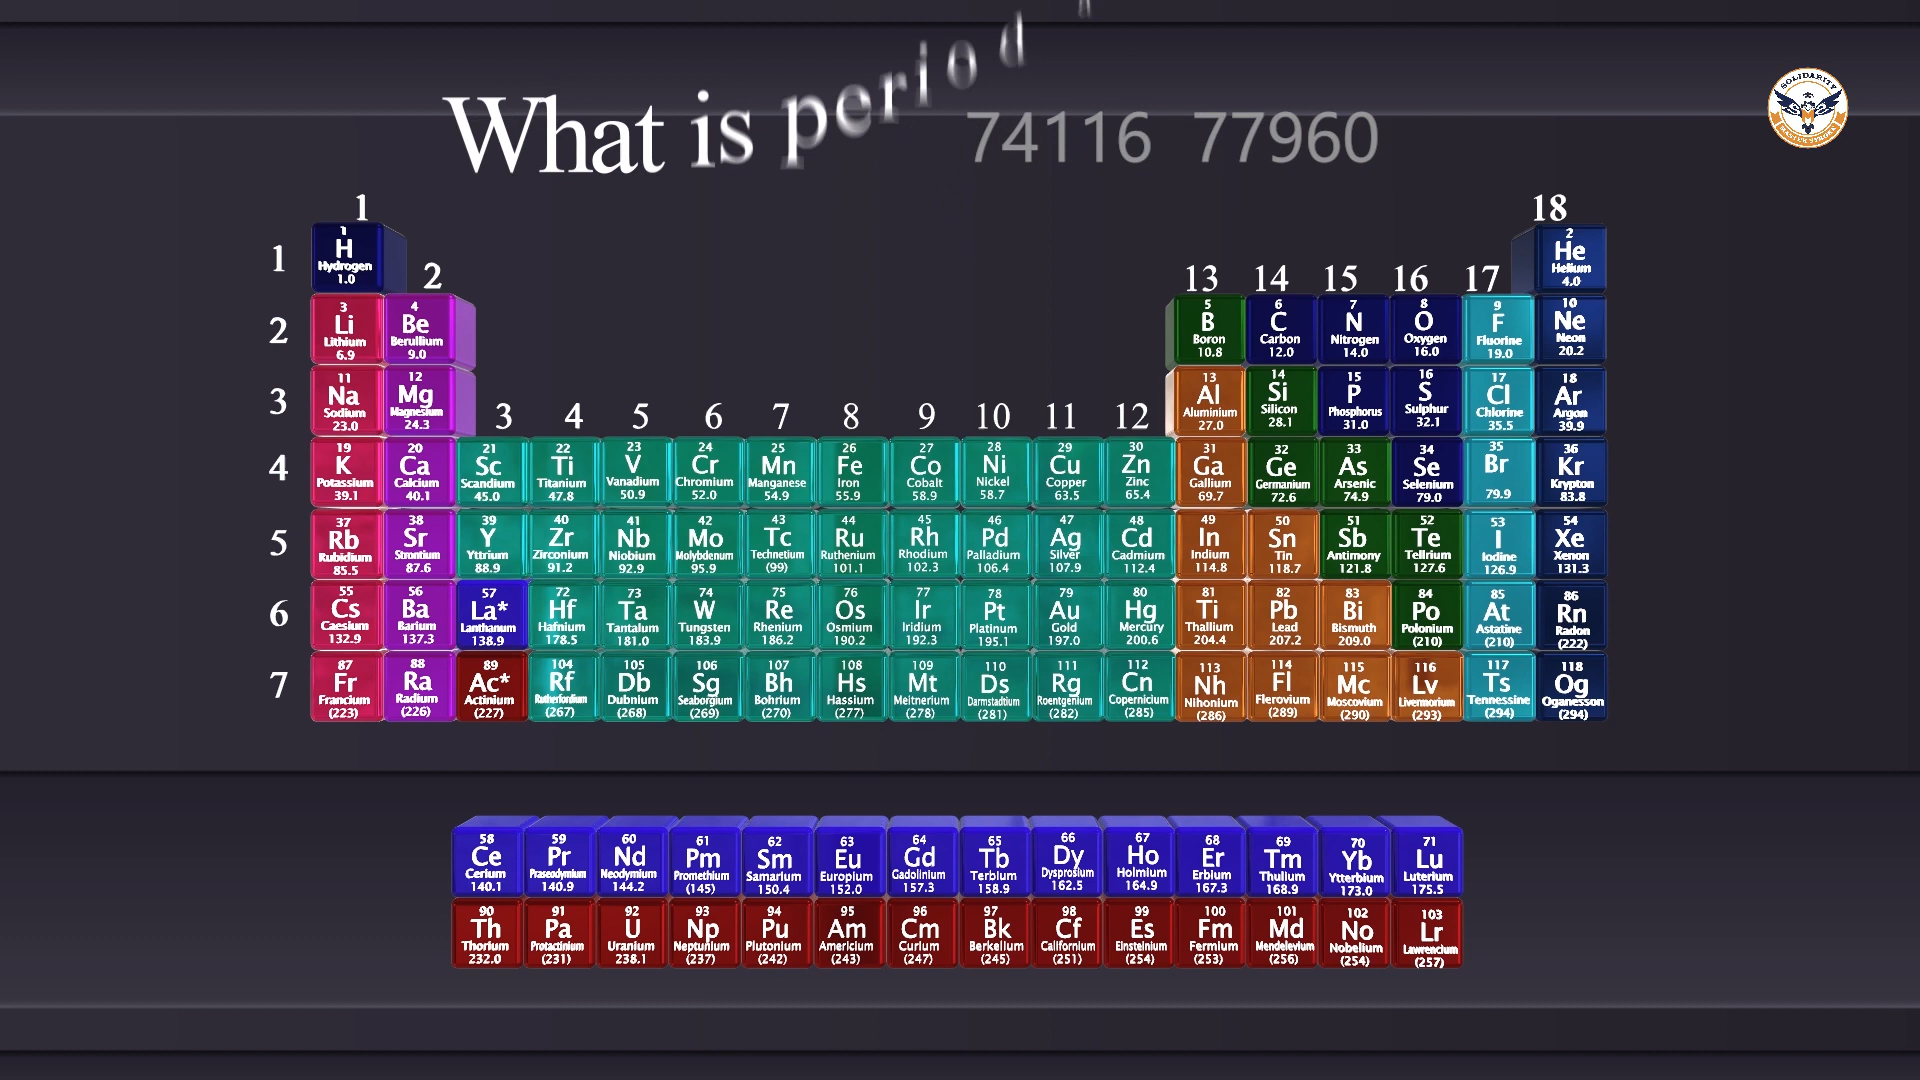 What is period
74116 77960
SOLIDARITY
1 18
1 H Hydrogen 1.0 2 He Helium 4.0
1
2 13 14 15 16 17
2 3 Li Lithium 6.9 4 Be Berullium 9.0 5 B Boron 10.8 6 C Carbon 12.0 7 N Nitrogen 14.0 8 O Oxygen 16.0 9 F Fluorine 19.0 10 Ne Neon 20.2
3 11 Na Sodium 23.0 12 Mg Magnesium 24.3 13 Al Aluminium 27.0 14 Si Silicon 28.1 15 P Phosphorus 31.0 16 S Sulphur 32.1 17 Cl Chlorine 35.5 18 Ar Argon 39.9
3 4 5 6 7 8 9 10 11 12
4 19 K Potassium 39.1 20 Ca Calcium 40.1 21 Sc Scandium 45.0 22 Ti Titanium 47.8 23 V Vanadium 50.9 24 Cr Chromium 52.0 25 Mn Manganese 54.9 26 Fe Iron 55.9 27 Co Cobalt 58.9 28 Ni Nickel 58.7 29 Cu Copper 63.5 30 Zn Zinc 65.4 31 Ga Gallium 69.7 32 Ge Germanium 72.6 33 As Arsenic 74.9 34 Se Selenium 79.0 35 Br 79.9 36 Kr Krypton 83.8
5 37 Rb Rubidium 85.5 38 Sr Strontium 87.6 39 Y Yttrium 88.9 40 Zr Zirconium 91.2 41 Nb Niobium 92.9 42 Mo Molybdenum 95.9 43 Tc Technetium (99) 44 Ru Ruthenium 101.1 45 Rh Rhodium 102.3 46 Pd Palladium 106.4 47 Ag Silver 107.9 48 Cd Cadmium 112.4 49 In Indium 114.8 50 Sn Tin 118.7 51 Sb Antimony 121.8 52 Te Tellrium 127.6 53 I Iodine 126.9 54 Xe Xenon 131.3
6 55 Cs Caesium 132.9 56 Ba Barium 137.3 57 La* Lanthanum 138.9 72 Hf Hafnium 178.5 73 Ta Tantalum 181.0 74 W Tungsten 183.9 75 Re Rhenium 186.2 76 Os Osmium 190.2 77 Ir Iridium 192.3 78 Pt Platinum 195.1 79 Au Gold 197.0 80 Hg Mercury 200.6 81 Ti Thallium 204.4 82 Pb Lead 207.2 83 Bi Bismuth 209.0 84 Po Polonium (210) 85 At Astatine (210) 86 Rn Radon (222)
7 87 Fr Francium (223) 88 Ra Radium (226) 89 Ac* Actinium (227) 104 Rf Rutherfordium (267) 105 Db Dubnium (268) 106 Sg Seaborgium (269) 107 Bh Bohrium (270) 108 Hs Hassium (277) 109 Mt Meitnerium (278) 110 Ds Darmstadtium (281) 111 Rg Roentgenium (282) 112 Cn Copernicium (285) 113 Nh Nihonium (286) 114 Fl Flerovium (289) 115 Mc Moscovium (290) 116 Lv Livermorium (293) 117 Ts Tennessine (294) 118 Og Oganesson (294)
58 Ce Cerium 140.1 59 Pr Praseodymium 140.9 60 Nd Neodymium 144.2 61 Pm Promethium (145) 62 Sm Samarium 150.4 63 Eu Europium 152.0 64 Gd Gadolinium 157.3 65 Tb Terbium 158.9 66 Dy Dysprosium 162.5 67 Ho Holmium 164.9 68 Er Erbium 167.3 69 Tm Thulium 168.9 70 Yb Ytterbium 173.0 71 Lu Luterium 175.5
90 Th Thorium 232.0 91 Pa Protactinium (231) 92 U Uranium 238.1 93 Np Neptunium (237) 94 Pu Plutonium (242) 95 Am Americium (243) 96 Cm Curium (247) 97 Bk Berkelium (245) 98 Cf Californium (251) 99 Es Einsteinium (254) 100 Fm Fermium (253) 101 Md Mendelevium (256) 102 No Nobelium (254) 103 Lr Lawrencium (257)